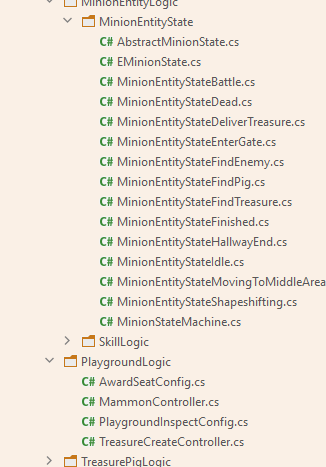 MinionEntityLogic
MinionEntityState
C# AbstractMinionState.cs
C# EMinionState.cs
C# MinionEntityStateBattle.cs
C# MinionEntityStateDead.cs
C# MinionEntityStateDeliverTreasure.cs
C# MinionEntityStateEnterGate.cs
C# MinionEntityStateFindEnemy.cs
C# MinionEntityStateFindPig.cs
C# MinionEntityStateFindTreasure.cs
C# MinionEntityStateFinished.cs
C# MinionEntityStateHallwayEnd.cs
C# MinionEntityStateIdle.cs
C# MinionEntityStateMovingToMiddleArea
C# MinionEntityStateShapeshifting.cs
C# MinionStateMachine.cs
SkillLogic
PlaygroundLogic
C# AwardSeatConfig.cs
C# MammonController.cs
C# PlaygroundInspectConfig.cs
C# TreasureCreateController.cs
TreasurePigLogic